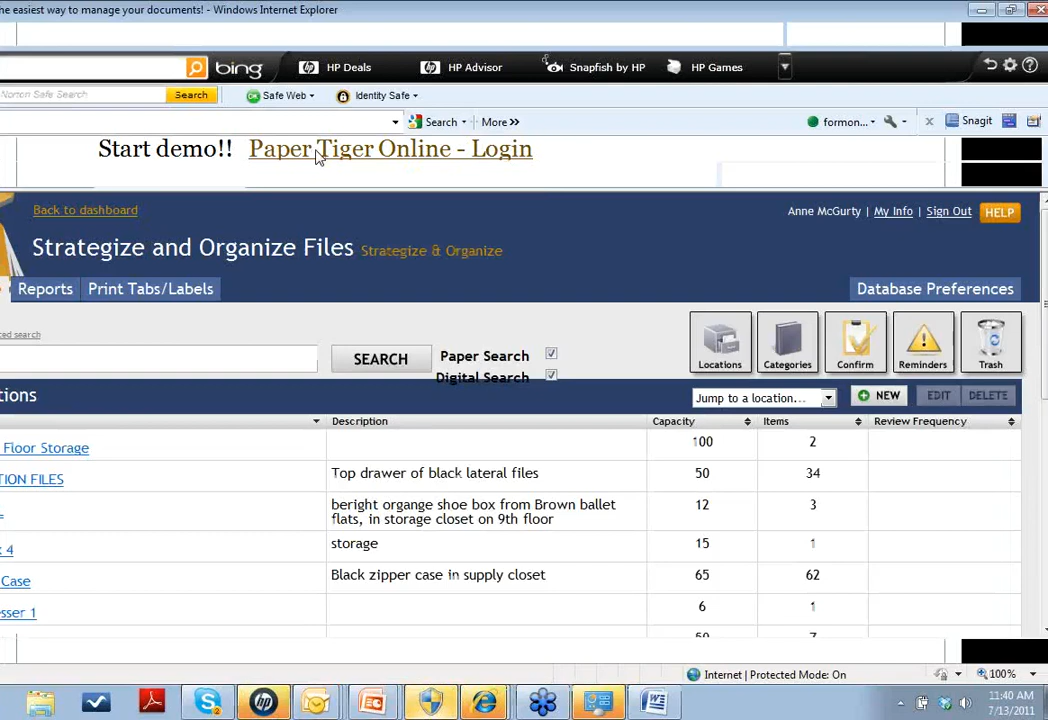 the easiest way to manage your documents! - Windows Internet Explorer
bing HP Deals HP Advisor Snapfish by HP HP Games
Norton Safe Search Search Safe Web Identity Safe
Search More »
formon... Snagit
Start demo!! Paper Tiger Online - Login
Back to dashboard
Anne McGurty | My Info | Sign Out HELP
Strategize and Organize Files Strategize & Organize
Reports Print Tabs/Labels Database Preferences
ed search
SEARCH Paper Search
Digital Search
Locations Categories Confirm Reminders Trash
tions Jump to a location... NEW EDIT DELETE
Description Capacity Items Review Frequency
Floor Storage 100 2
TION FILES Top drawer of black lateral files 50 34
beright organge shoe box from Brown ballet flats, in storage closet on 9th floor 12 3
4 storage 15 1
Case Black zipper case in supply closet 65 62
sser 1 6 1
50 7
Internet | Protected Mode: On 100%
11:40 AM
7/13/2011